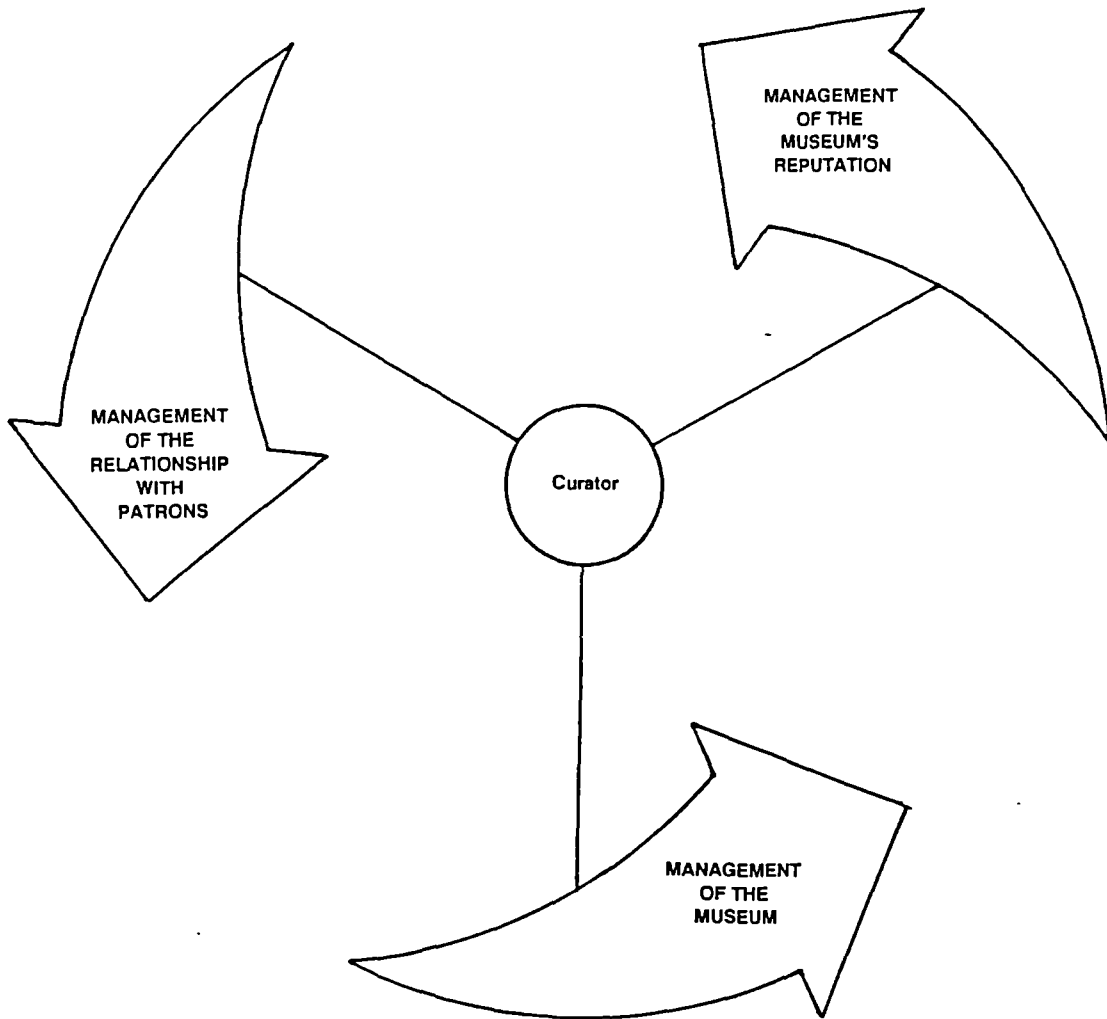 MANAGEMENT
OF THE
MUSEUM'S
REPUTATION
MANAGEMENT
OF THE
RELATIONSHIP
WITH
PATRONS
Curator
MANAGEMENT
OF THE
MUSEUM